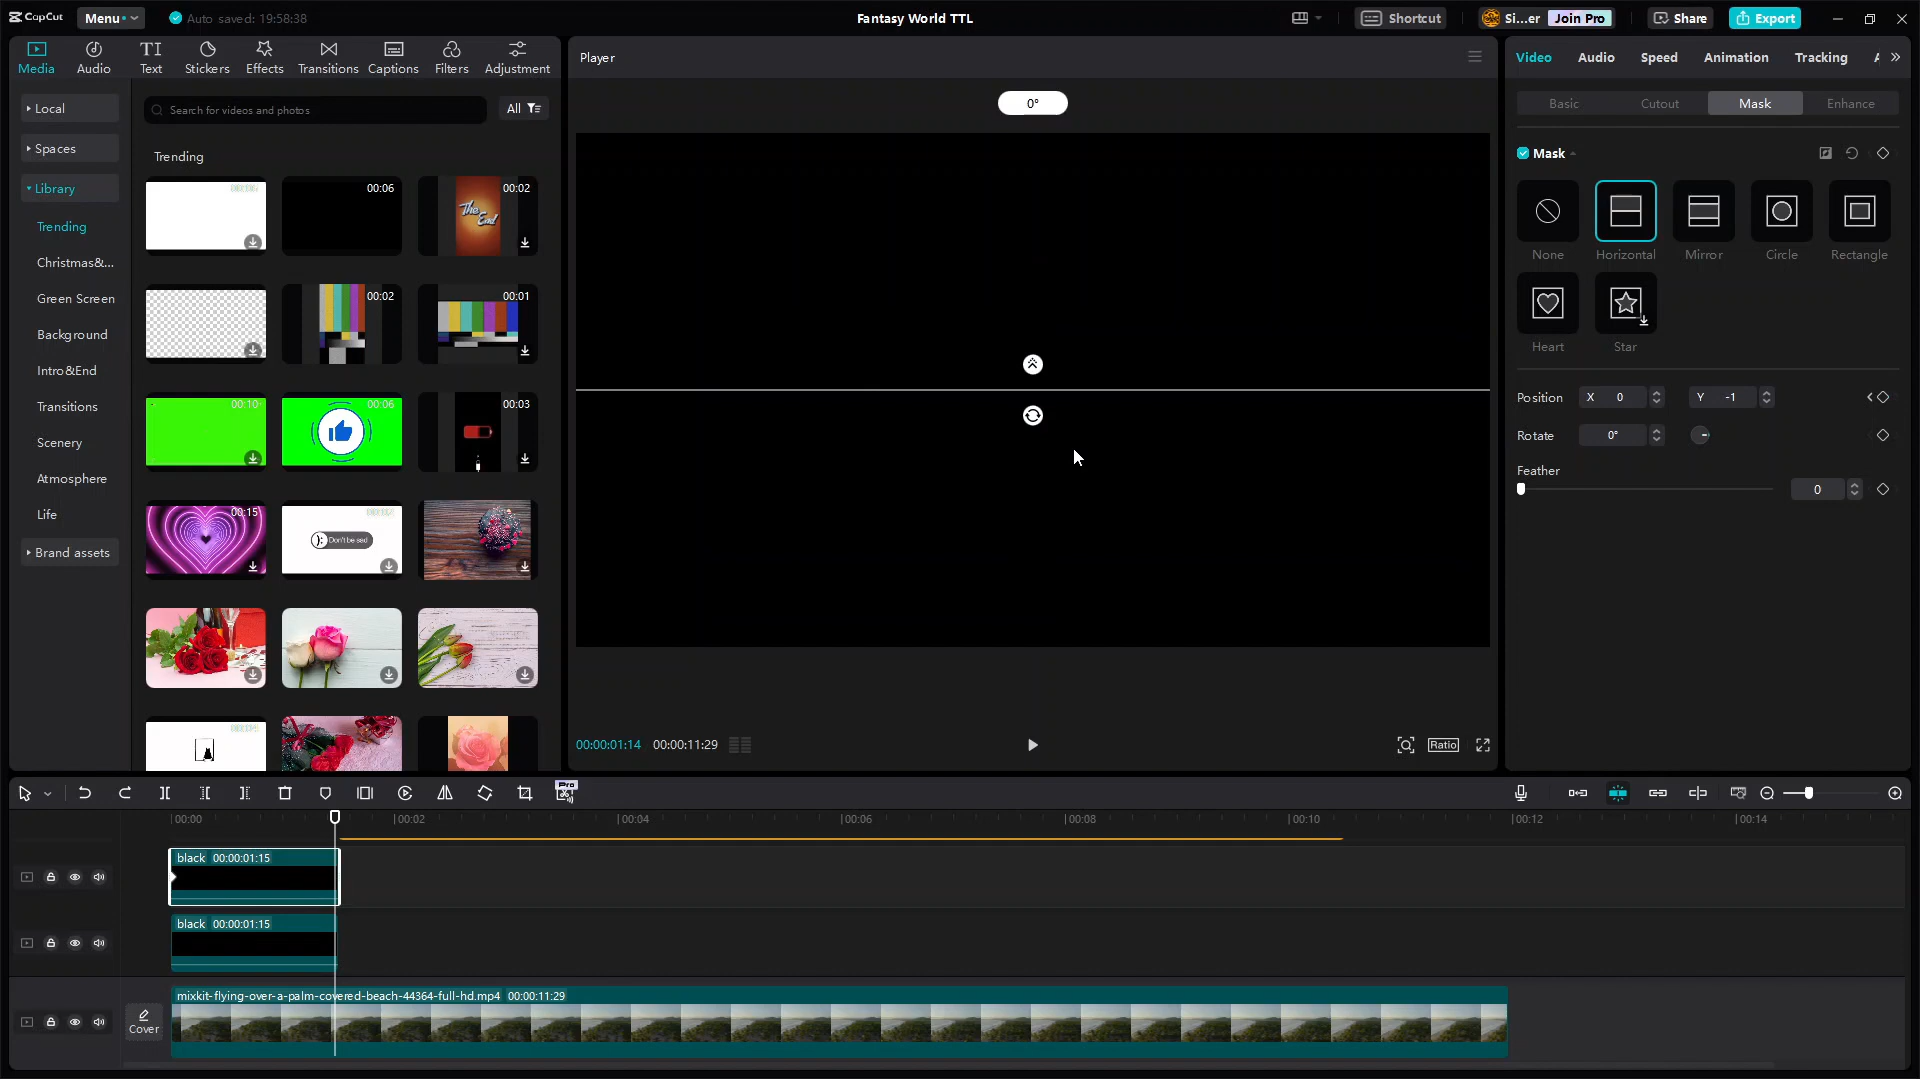 CapCut
Menu
Auto saved: 19:58:38
Fantasy World TTL
Shortcut
Si...er
Join Pro
Share
Export
Media
Audio
Text
Stickers
Effects
Transitions
Captions
Filters
Adjustment
Local
Spaces
Library
Trending
Christmas&...
Green Screen
Background
Intro&End
Transitions
Scenery
Atmosphere
Life
Brand assets
Search for videos and photos
All
Trending
00:06
00:02
The End
00:02
00:01
00:10
00:06
00:03
00:15
Don't be sad
Player
0°
00:00:01:14
00:00:11:29
Ratio
Video
Audio
Speed
Animation
Tracking
Basic
Cutout
Mask
Enhance
Mask
None
Horizontal
Mirror
Circle
Rectangle
Heart
Star
Position
X 0
Y -1
Rotate
0°
Feather
0
Pro
00:00
00:02
00:04
00:06
00:08
00:10
00:12
00:14
black 00:00:01:15
black 00:00:01:15
Cover
mixkit-flying-over-a-palm-covered-beach-44364-full-hd.mp4 00:00:11:29